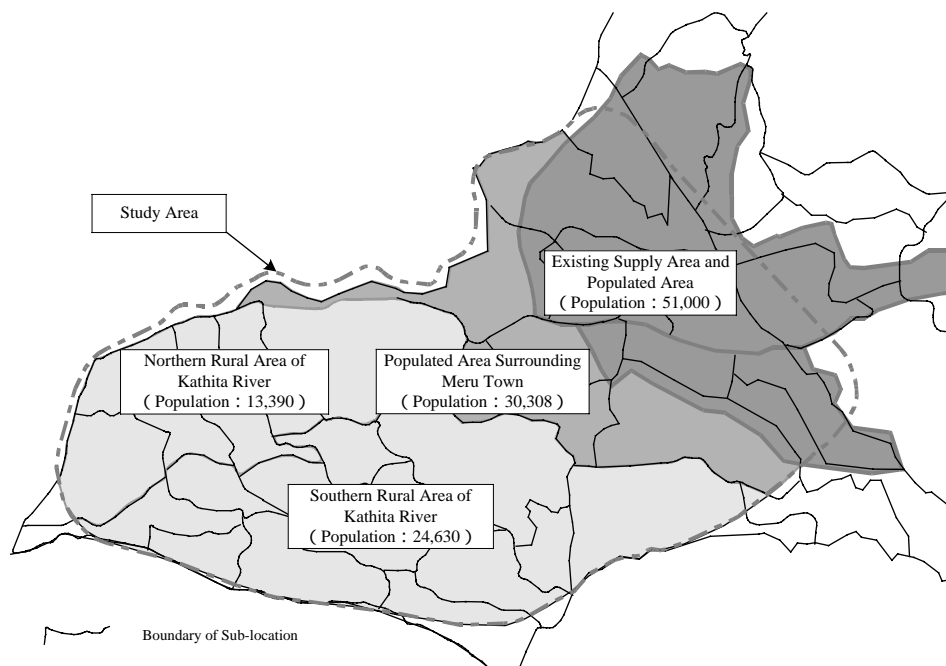 Study Area
Existing Supply Area and
Populated Area
( Population : 51,000 )
Northern Rural Area of
Kathita River
( Population : 13,390 )
Populated Area Surrounding
Meru Town
( Population : 30,308 )
Southern Rural Area of
Kathita River
( Population : 24,630 )
Boundary of Sub-location